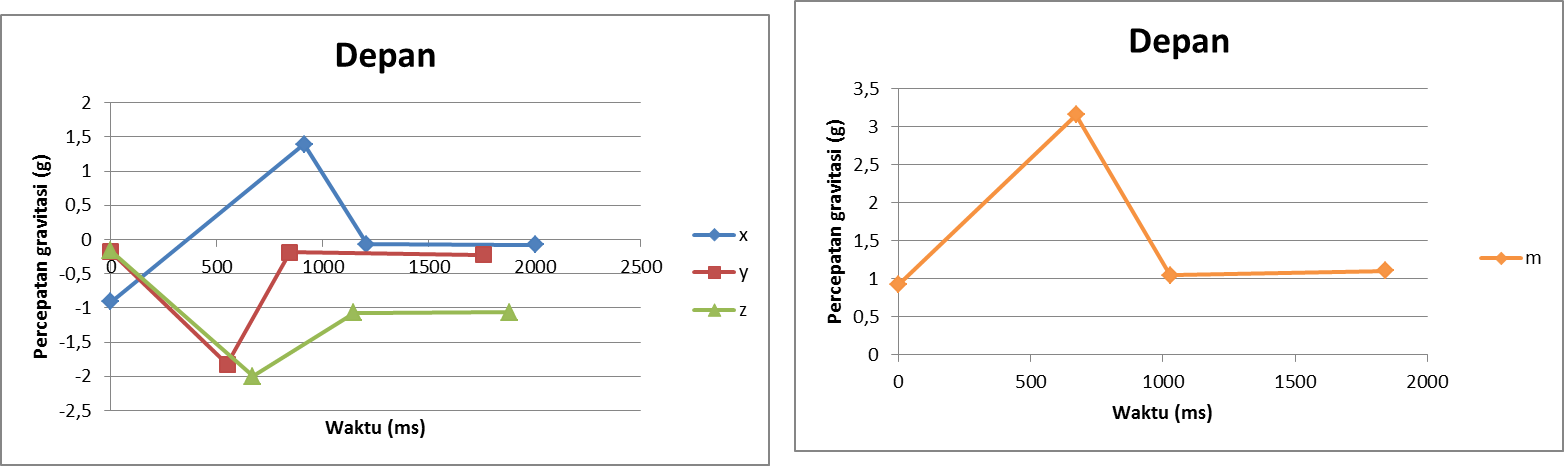 Depan
Percepatan gravitasi (g)
2
1,5
1
0,5
0
-0,5
-1
-1,5
-2
-2,5
0 500 1000 1500 2000 2500
Waktu (ms)
x
y
z
Depan
Percepatan gravitasi (g)
3,5
3
2,5
2
1,5
1
0,5
0
0 500 1000 1500 2000
Waktu (ms)
m